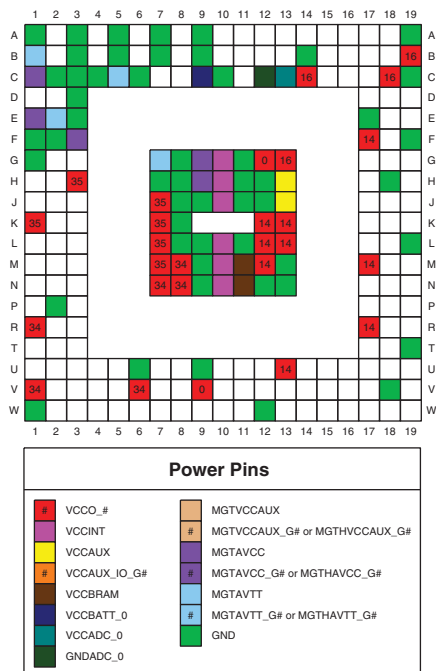 1 2 3 4 5 6 7 8 9 10 11 12 13 14 15 16 17 18 19
A A
B 16 B
C 14 16 C
D D
E E
F 14 F
G 0 16 G
H 35 H
J 35 J
K 35 35 14 14 K
L 35 14 14 L
M 35 34 14 14 M
N 34 34 N
P P
R 34 14 R
T T
U 14 U
V 34 34 0 V
W W
1 2 3 4 5 6 7 8 9 10 11 12 13 14 15 16 17 18 19
Power Pins
# VCCO_#
VCCINT
VCCAUX
# VCCAUX_IO_G#
VCCBRAM
VCCBATT_0
VCCADC_0
GNDADC_0
MGTVCCAUX
# MGTVCCAUX_G# or MGTHVCCAUX_G#
MGTAVCC
# MGTAVCC_G# or MGTHAVCC_G#
MGTAVTT
# MGTAVTT_G# or MGTHAVTT_G#
GND